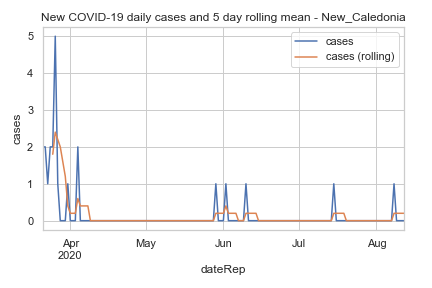 New COVID-19 daily cases and 5 day rolling mean - New_Caledonia
cases
cases (rolling)
5
4
3
2
1
0
cases
Apr
2020
May
Jun
Jul
Aug
dateRep